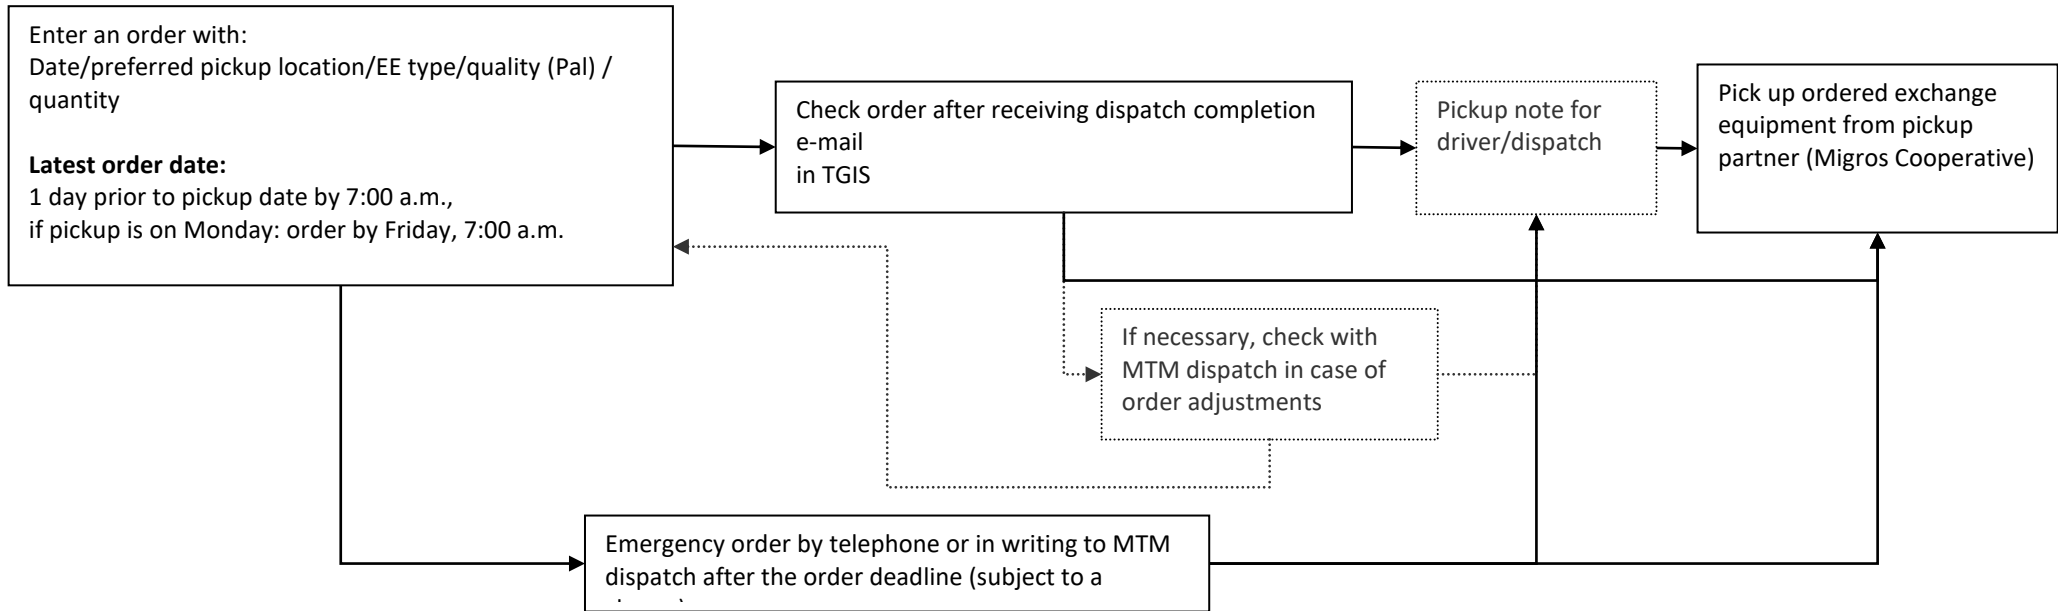 Enter an order with:
Date/preferred pickup location/EE type/quality (Pal) /
quantity
Latest order date:
1 day prior to pickup date by 7:00 a.m.,
if pickup is on Monday: order by Friday, 7:00 a.m.
Check order after receiving dispatch completion
e-mail
in TGIS
Pickup note for
driver/dispatch
Pick up ordered exchange
equipment from pickup
partner (Migros Cooperative)
If necessary, check with
MTM dispatch in case of
order adjustments
Emergency order by telephone or in writing to MTM
dispatch after the order deadline (subject to a